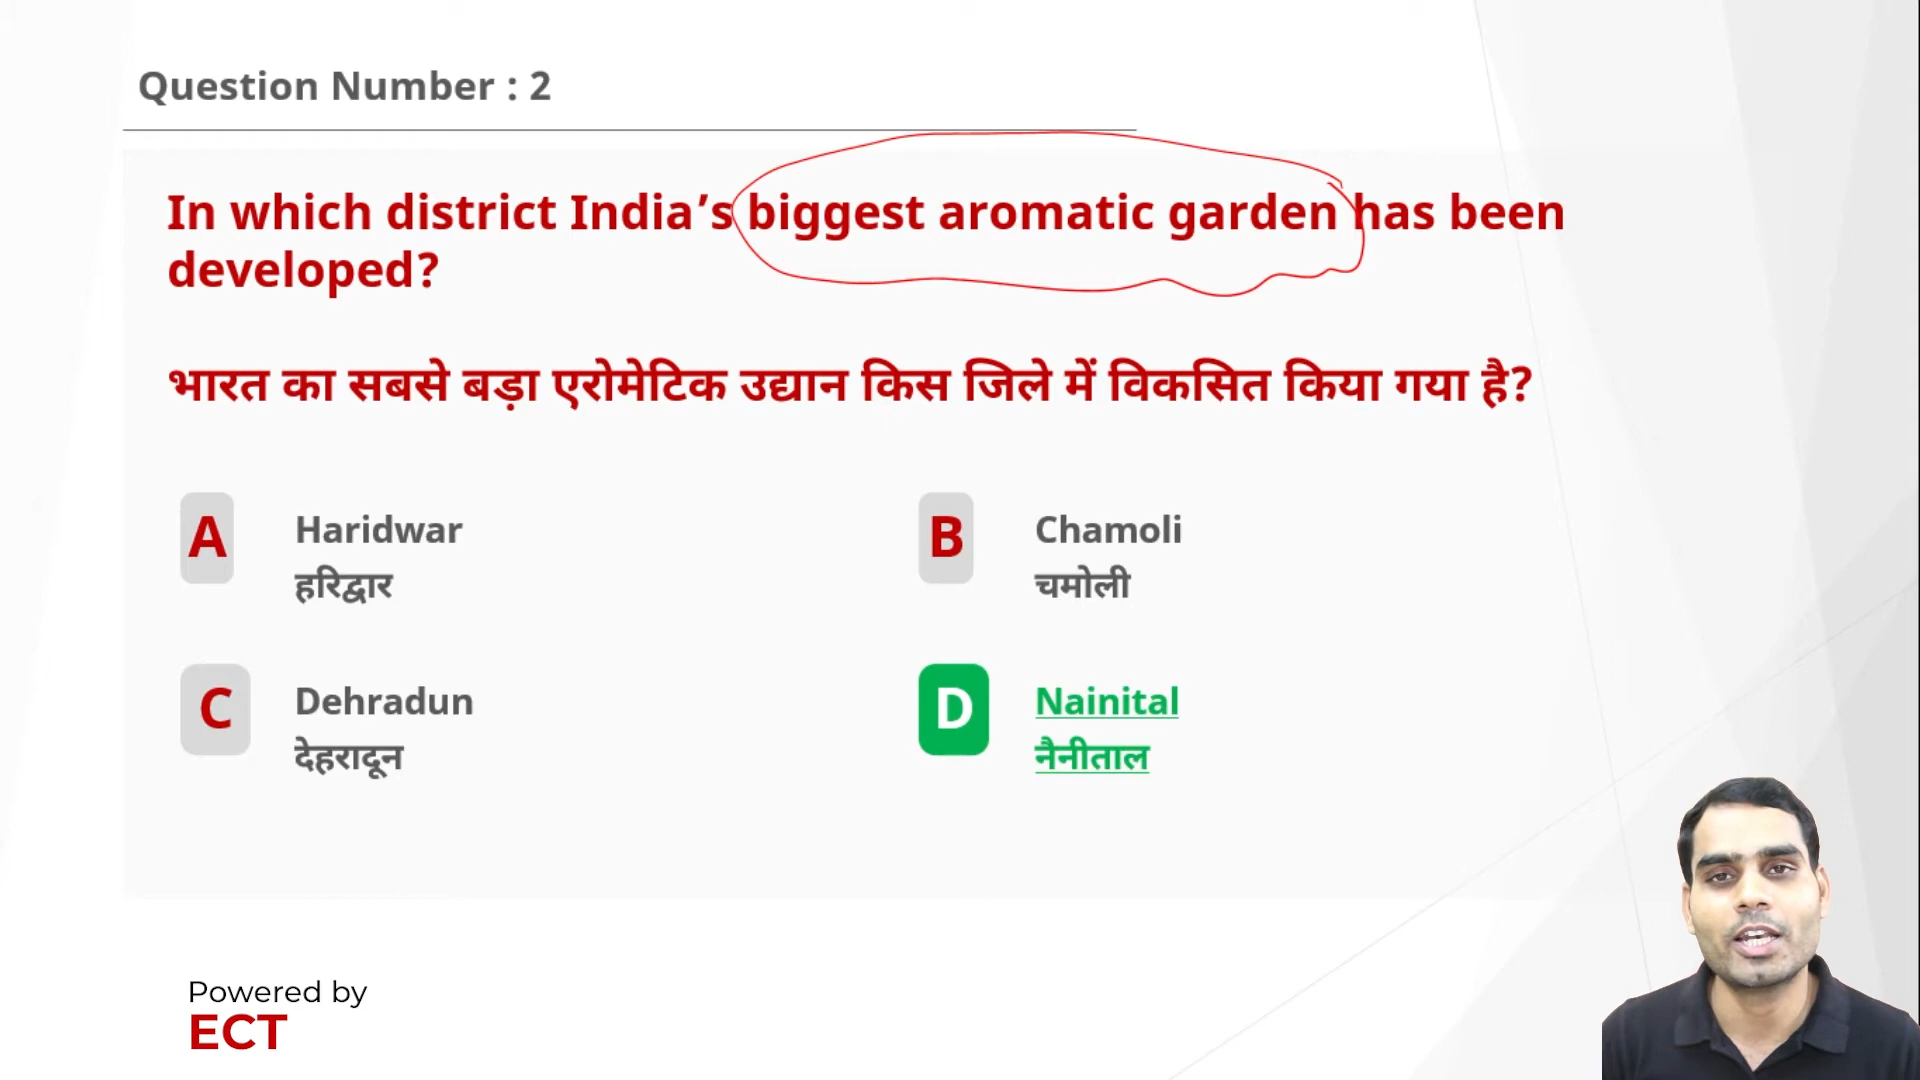 Question Number : 2
In which district India’s biggest aromatic garden has been
developed?
भारत का सबसे बड़ा एरोमेटिक उद्यान किस जिले में विकसित किया गया है?
A
Haridwar
हरिद्वार
B
Chamoli
चमोली
C
Dehradun
देहरादून
D
Nainital
नैनीताल
Powered by
ECT